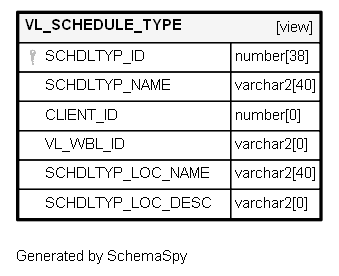 VL_SCHEDULE_TYPE [view]
SCHDLTYP_ID number[38]
SCHDLTYP_NAME varchar2[40]
CLIENT_ID number[0]
VL_WBL_ID varchar2[0]
SCHDLTYP_LOC_NAME varchar2[40]
SCHDLTYP_LOC_DESC varchar2[0]
Generated by SchemaSpy